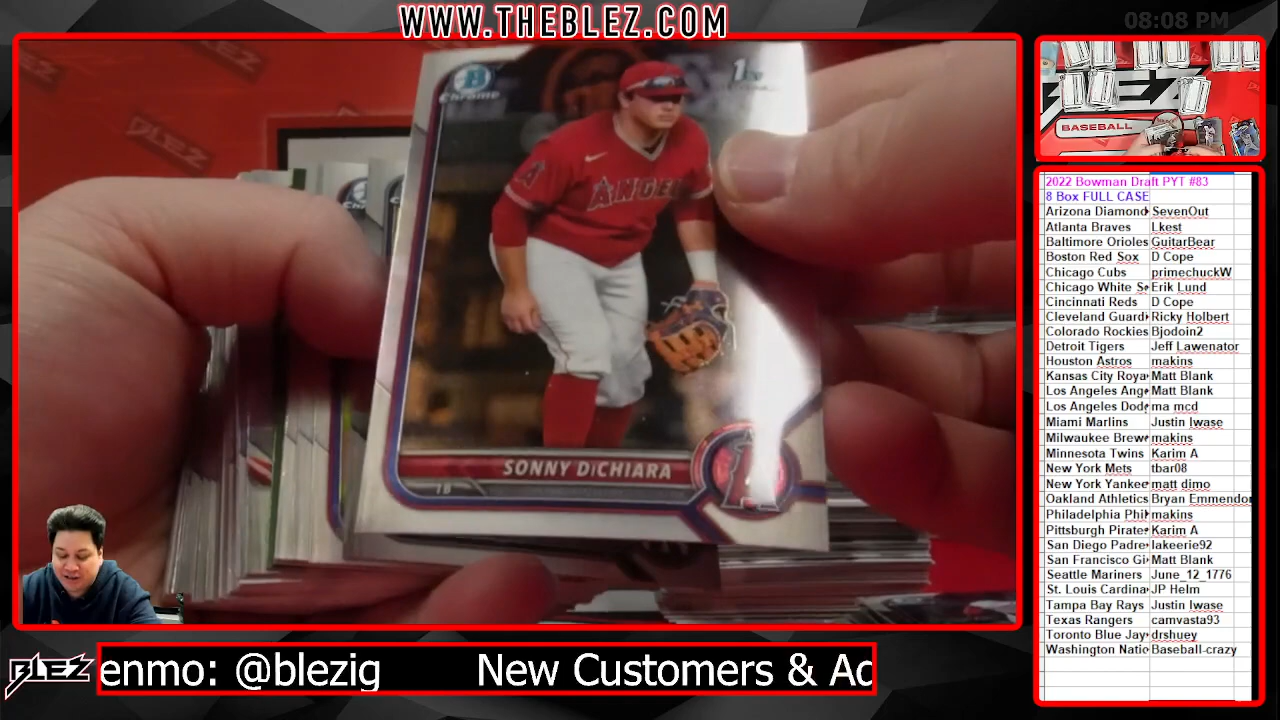 WWW.THEBLEZ.COM
08:08 PM
BLEZ
Chrome
1st
ANGE
SONNY DICHIARA
1B
BASEBALL
2022 Bowman Draft PYT #83
8 Box FULL CASE
Arizona Diamond SevenOut
Atlanta Braves Lkest
Baltimore Orioles GuitarBear
Boston Red Sox D Cope
Chicago Cubs primechuckW
Chicago White S Erik Lund
Cincinnati Reds D Cope
Cleveland Guard Ricky Holbert
Colorado Rockies Bjodoin2
Detroit Tigers Jeff Lawenator
Houston Astros makins
Kansas City Roya Matt Blank
Los Angeles Ang Matt Blank
Los Angeles Dod ma mcd
Miami Marlins Justin Iwase
Milwaukee Brew makins
Minnesota Twins Karim A
New York Mets tbar08
New York Yankee matt dimo
Oakland Athletics Bryan Emmendor
Philadelphia Phi makins
Pittsburgh Pirate Karim A
San Diego Padre lakeerie92
San Francisco Gi Matt Blank
Seattle Mariners June_12_1776
St. Louis Cardina JP Helm
Tampa Bay Rays Justin Iwase
Texas Rangers camvasta93
Toronto Blue Jay drshuey
Washington Natio Baseball-crazy
BLEZ
enmo: @blezig New Customers & Ad